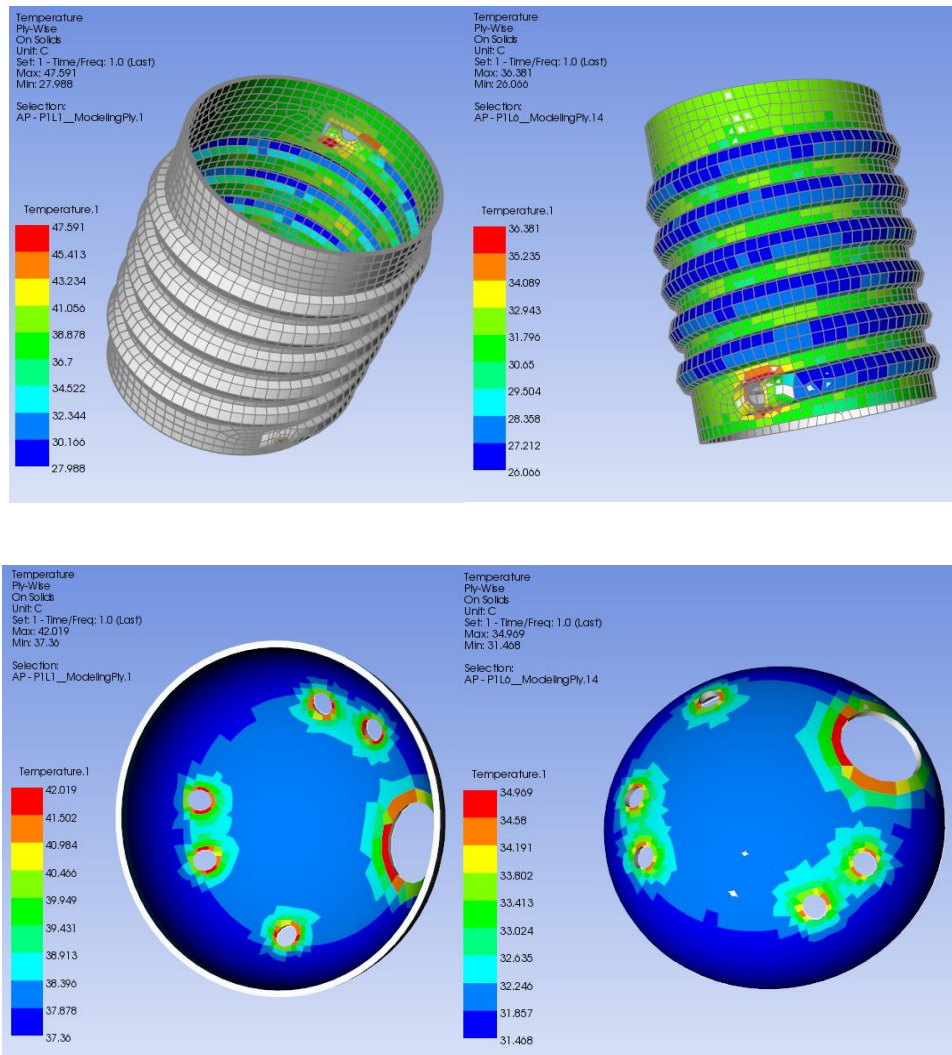 Temperature
Ply-Wise
On Solids
Unit: C
Set: 1 - Time/Freq: 1.0 (Last)
Max: 47.591
Min: 27.988
Selection:
AP - P1L1__ModelingPly.1
Temperature.1
47.591
45.413
43.234
41.056
38.878
36.7
34.522
32.344
30.166
27.988
Temperature
Ply-Wise
On Solids
Unit: C
Set: 1 - Time/Freq: 1.0 (Last)
Max: 36.381
Min: 26.066
Selection:
AP - P1L6__ModelingPly.14
Temperature.1
36.381
35.235
34.089
32.943
31.796
30.65
29.504
28.358
27.212
26.066
Temperature
Ply-Wise
On Solids
Unit: C
Set: 1 - Time/Freq: 1.0 (Last)
Max: 42.019
Min: 37.36
Selection:
AP - P1L1__ModelingPly.1
Temperature.1
42.019
41.502
40.984
40.466
39.949
39.431
38.913
38.396
37.878
37.36
Temperature
Ply-Wise
On Solids
Unit: C
Set: 1 - Time/Freq: 1.0 (Last)
Max: 34.969
Min: 31.468
Selection:
AP - P1L6__ModelingPly.14
Temperature.1
34.969
34.58
34.191
33.802
33.413
33.024
32.635
32.246
31.857
31.468